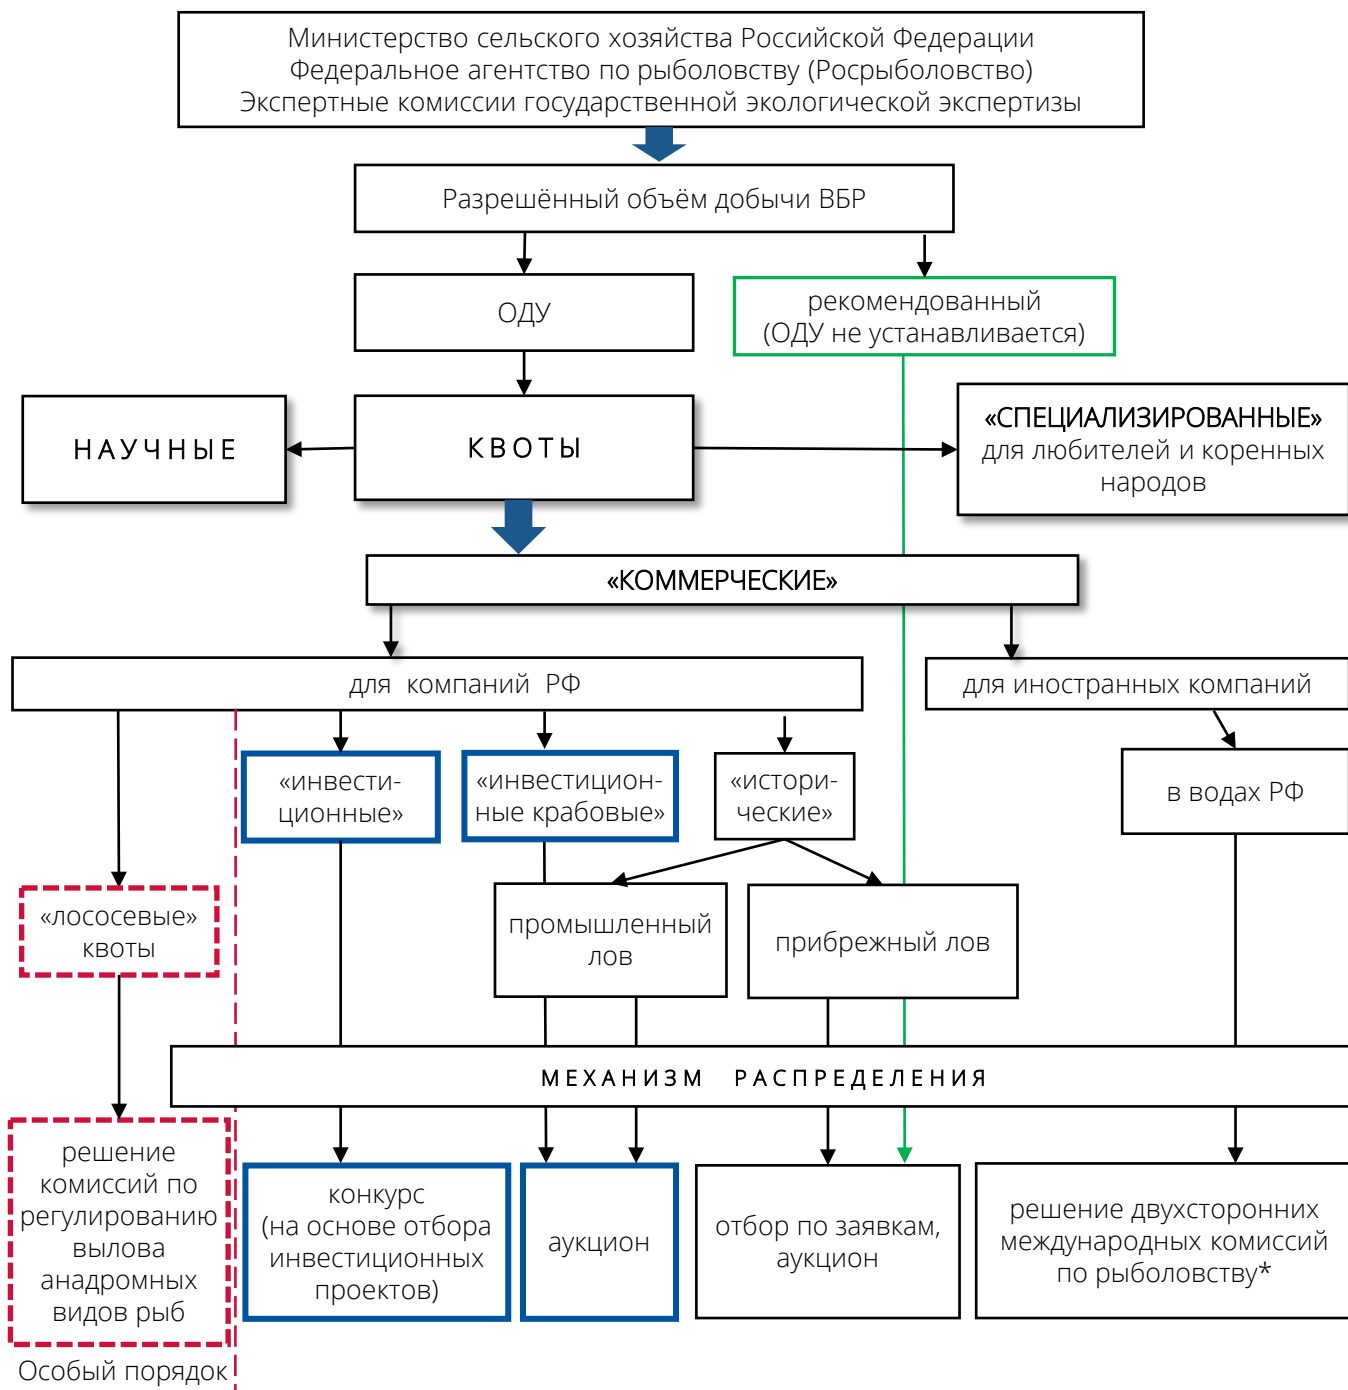 Министерство сельского хозяйства Российской Федерации
Федеральное агентство по рыболовству (Росрыболовство)
Экспертные комиссии государственной экологической экспертизы
Разрешённый объём добычи ВБР
ОДУ
рекомендованный
(ОДУ не устанавливается)
НАУЧНЫЕ
КВОТЫ
«СПЕЦИАЛИЗИРОВАННЫЕ»
для любителей и коренных
народов
«КОММЕРЧЕСКИЕ»
для компаний РФ
для иностранных компаний
«инвести-
ционные»
«инвестицион-
ные крабовые»
«истори-
ческие»
в водах РФ
«лососевые»
квоты
промышленный
лов
прибрежный лов
МЕХАНИЗМ РАСПРЕДЕЛЕНИЯ
решение
комиссий по
регулированию
вылова
анадромных
видов рыб
конкурс
(на основе отбора
инвестиционных
проектов)
аукцион
отбор по заявкам,
аукцион
решение двухсторонних
международных комиссий
по рыболовству*
Особый порядок